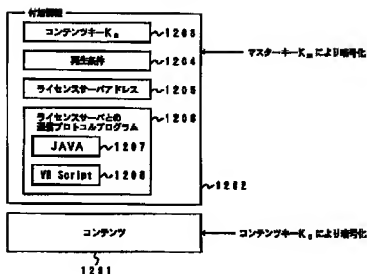 付加情報
コンテンツキーK
1203
再生条件
1204
ライセンスサーバアドレス
1205
ライセンスサーバとの
通信プロトコルプログラム
1206
JAVA
1207
VB Script
1208
1202
マスターキーKmにより暗号化
コンテンツ
コンテンツキーKcにより暗号化
1201